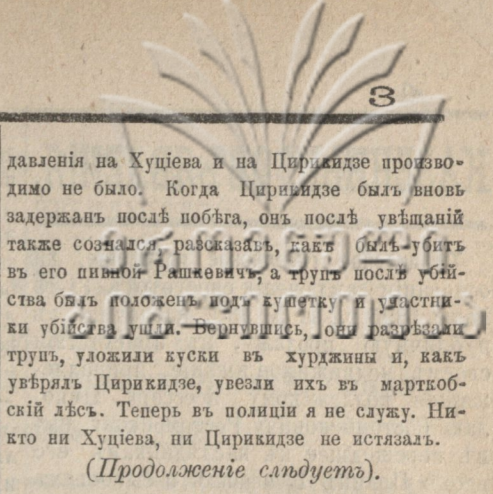 3
давленія на Хуціева и на Цирикидзе произво-
димо не было. Когда Цирикидзе былъ вновь
задержанъ послѣ побѣга, онъ послѣ увѣщаній
также сознался, разсказавъ, какъ былъ убитъ
въ его пивной Рашкевичъ, а трупъ послѣ убій-
ства былъ положенъ подъ кушетку и участни-
ки убійства ушли. Вернувшись, они разрѣзали
трупъ, уложили куски въ хурджины и, какъ
увѣрялъ Цирикидзе, увезли ихъ въ марткоб-
скій лѣсъ. Теперь въ полиціи я не служу. Ни-
кто ни Хуціева, ни Цирикидзе не истязалъ.
(Продолженіе слѣдуетъ).